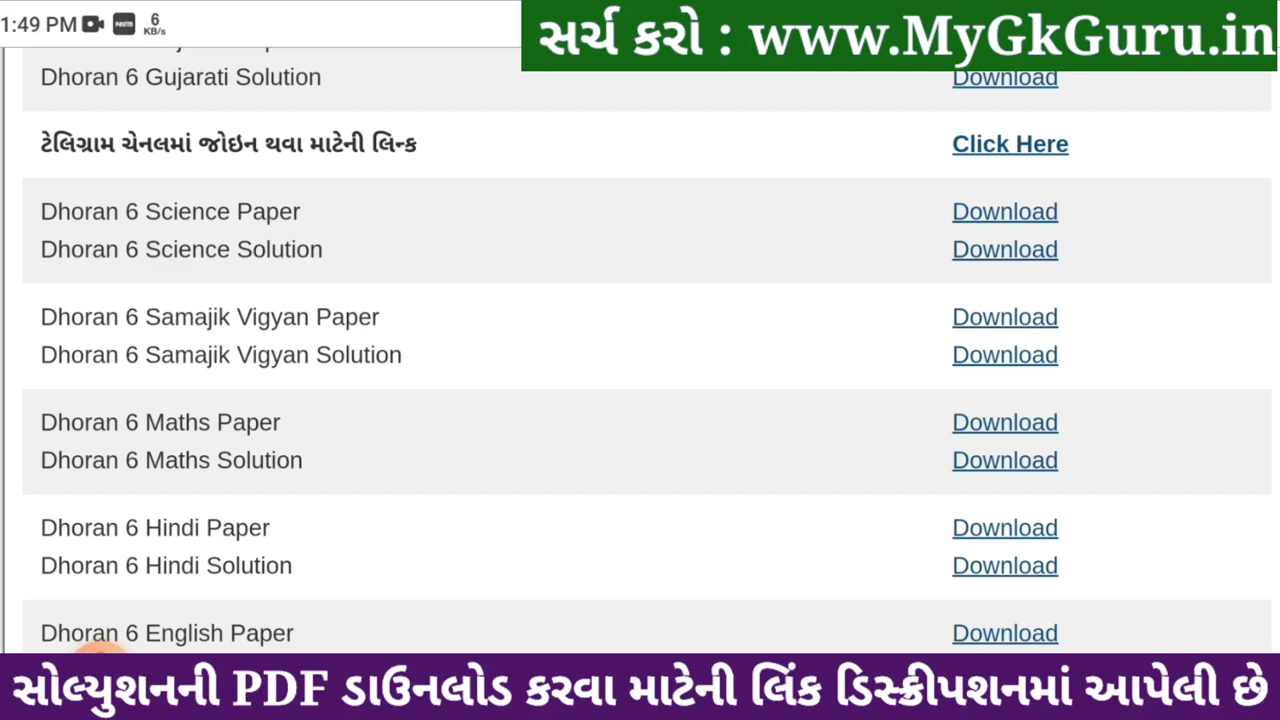 1:49 PM Paytm 6 KB/s
સર્ચ કરો : www.MyGkGuru.in
Dhoran 6 Gujarati Solution Download
ટેલિગ્રામ ચેનલમાં જોઇન થવા માટેની લિન્ક Click Here
Dhoran 6 Science Paper Download
Dhoran 6 Science Solution Download
Dhoran 6 Samajik Vigyan Paper Download
Dhoran 6 Samajik Vigyan Solution Download
Dhoran 6 Maths Paper Download
Dhoran 6 Maths Solution Download
Dhoran 6 Hindi Paper Download
Dhoran 6 Hindi Solution Download
Dhoran 6 English Paper Download
સોલ્યુશનની PDF ડાઉનલોડ કરવા માટેની લિંક ડિસ્ક્રીપશનમાં આપેલી છે